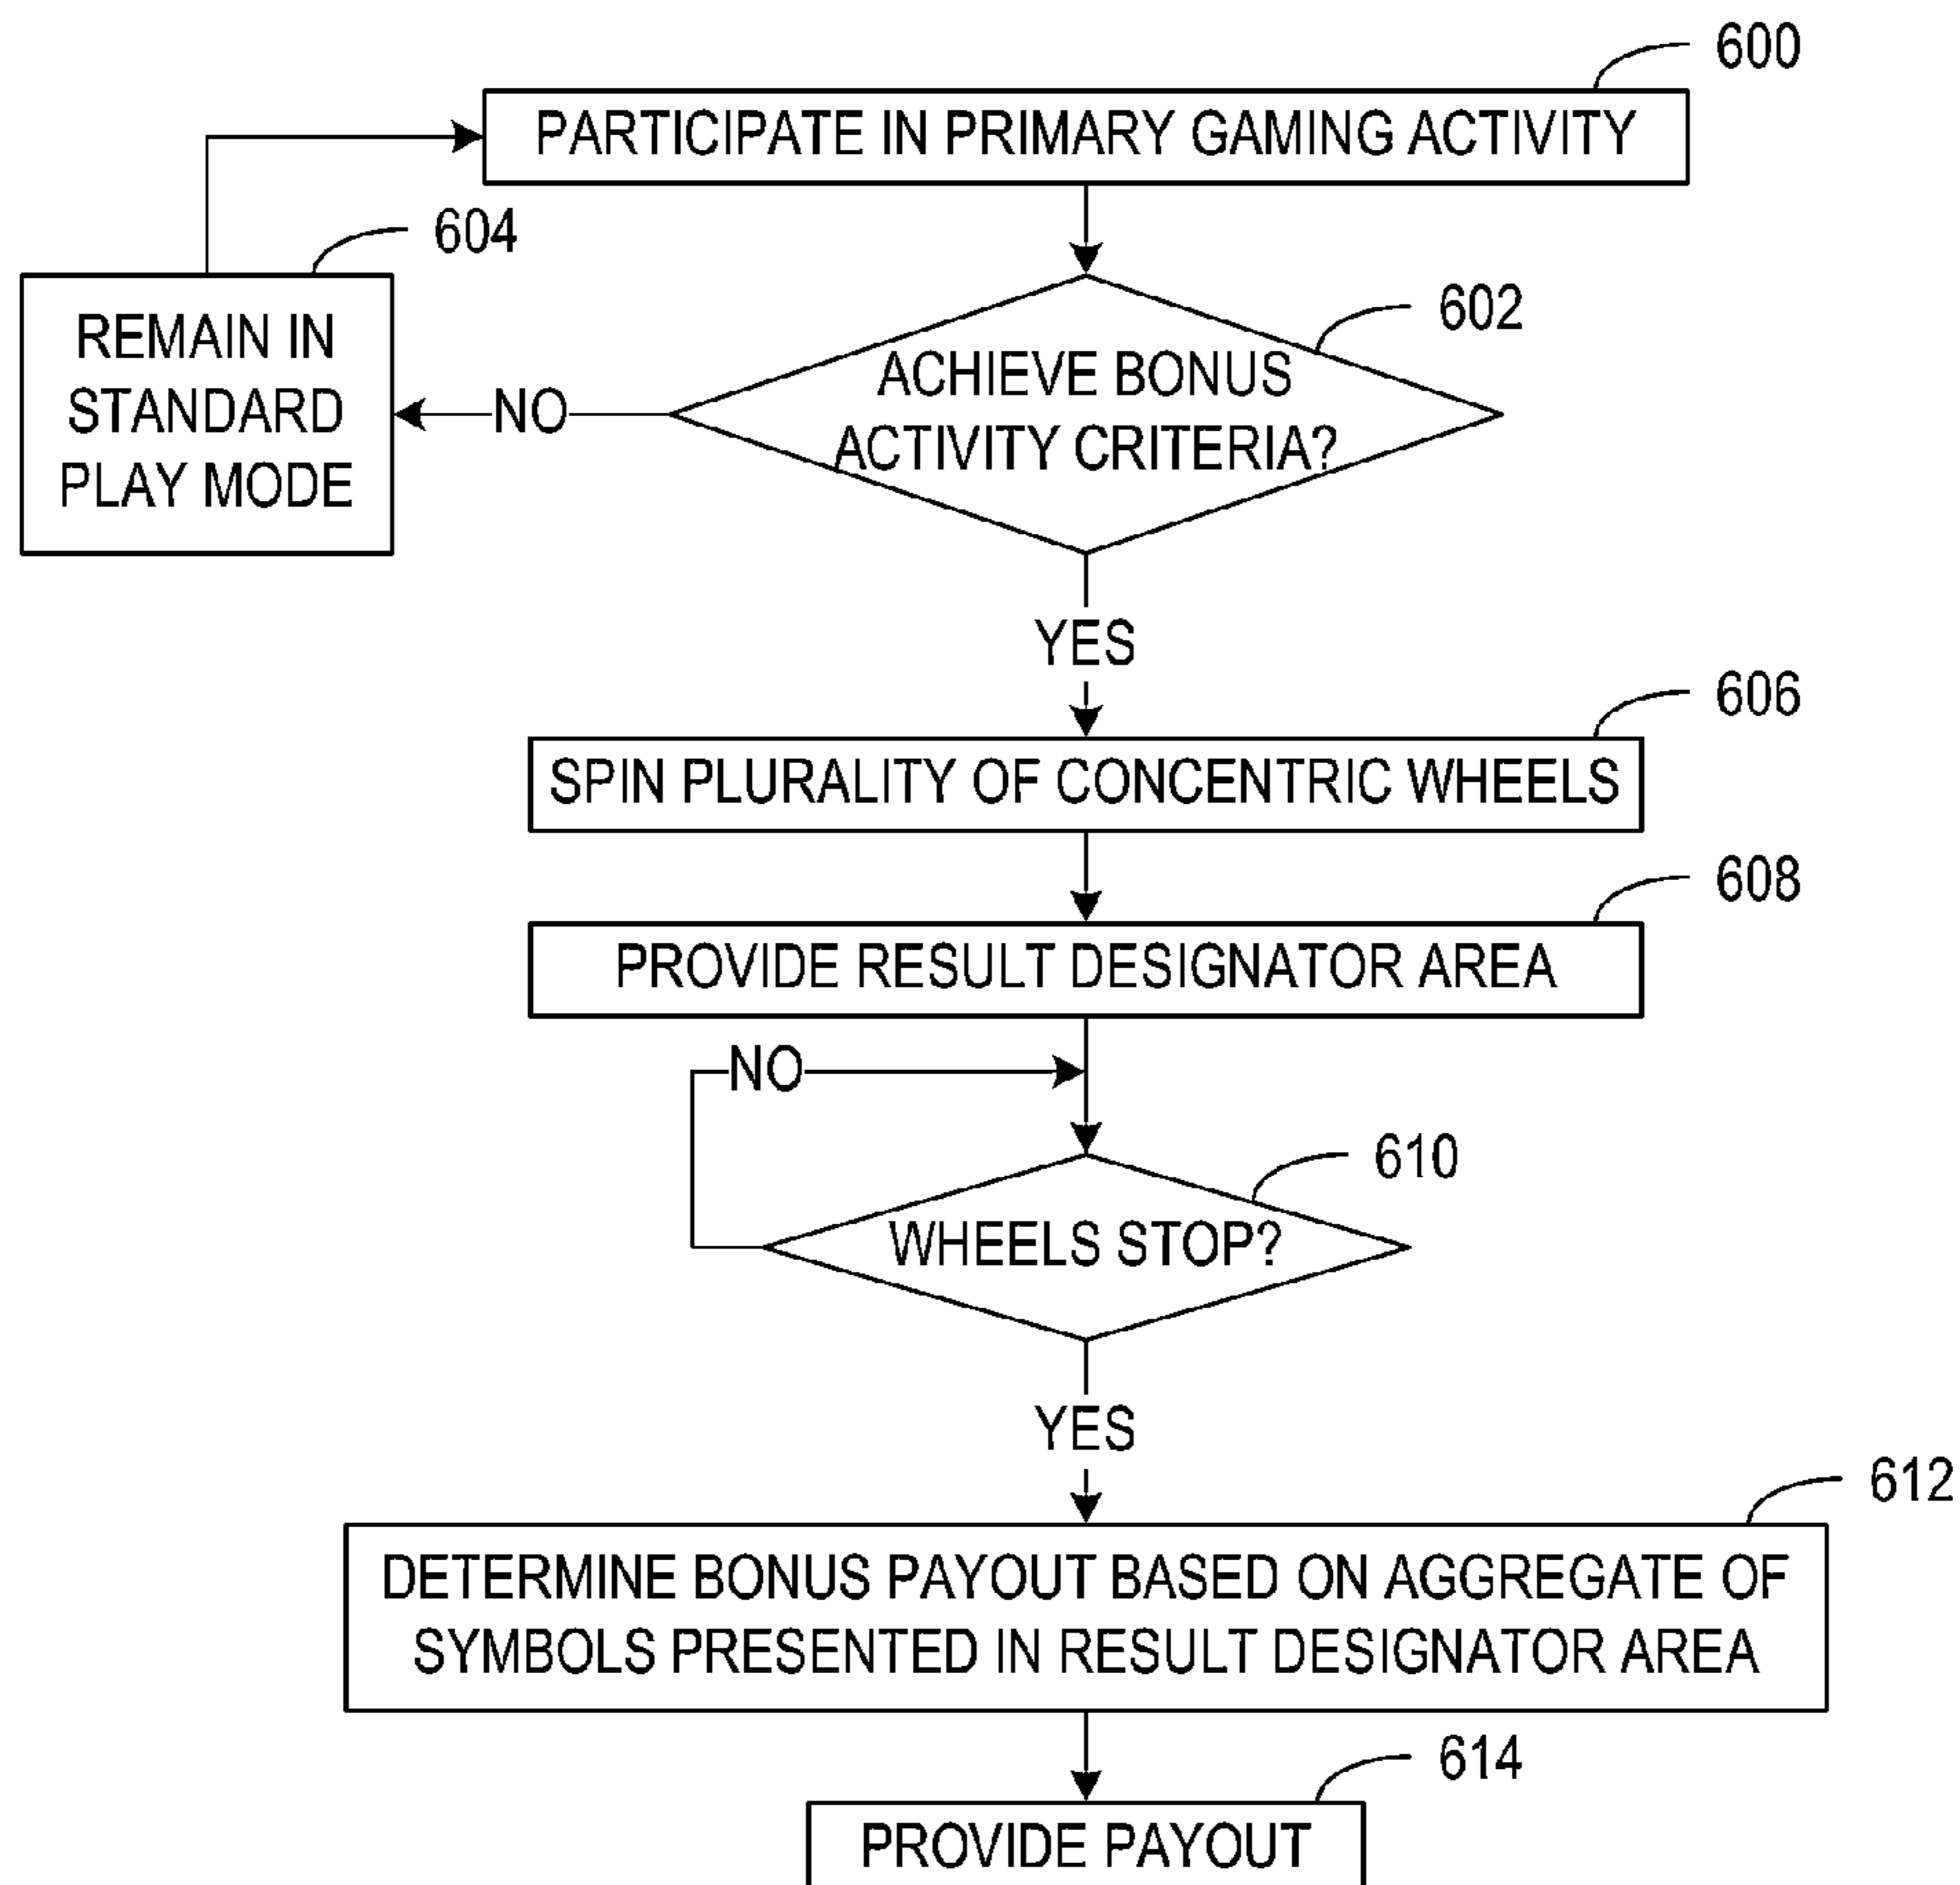 600
PARTICIPATE IN PRIMARY GAMING ACTIVITY
604
REMAIN IN
STANDARD
PLAY MODE
NO
602
ACHIEVE BONUS
ACTIVITY CRITERIA?
YES
606
SPIN PLURALITY OF CONCENTRIC WHEELS
608
PROVIDE RESULT DESIGNATOR AREA
NO
610
WHEELS STOP?
YES
612
DETERMINE BONUS PAYOUT BASED ON AGGREGATE OF
SYMBOLS PRESENTED IN RESULT DESIGNATOR AREA
614
PROVIDE PAYOUT